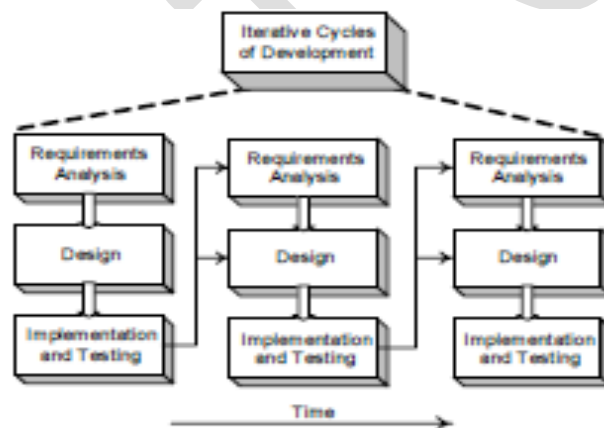 Iterative Cycles
of Development
Requirements
Analysis
Design
Implementation
and Testing
Requirements
Analysis
Design
Implementation
and Testing
Requirements
Analysis
Design
Implementation
and Testing
Time